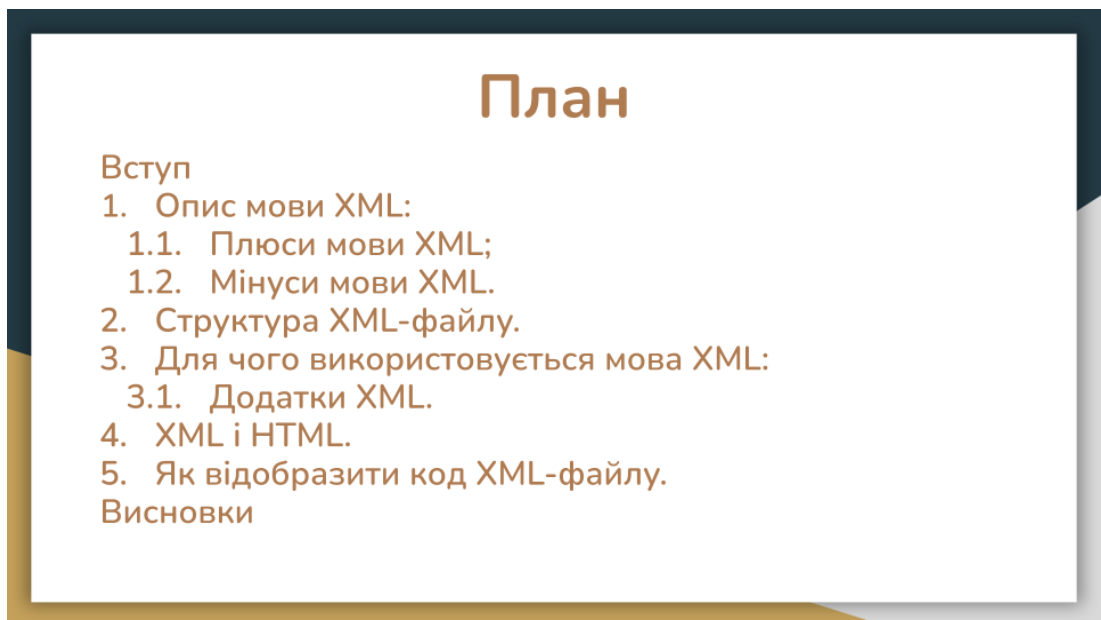 План
Вступ
1. Опис мови XML:
1.1. Плюси мови XML;
1.2. Мінуси мови XML.
2. Структура XML-файлу.
3. Для чого використовується мова XML:
3.1. Додатки XML.
4. XML і HTML.
5. Як відобразити код XML-файлу.
Висновки